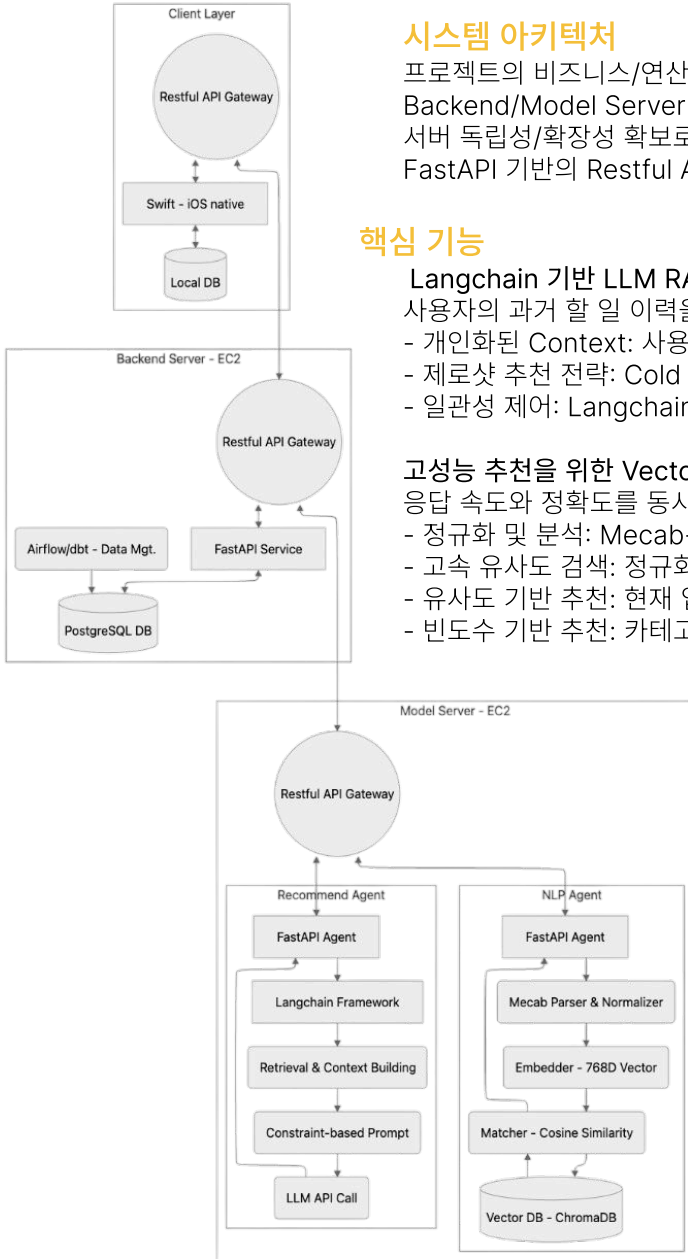 Client Layer
Restful API Gateway
Swift - iOS native
Local DB
시스템 아키텍처
프로젝트의 비즈니스/연산
Backend/Model Server
서버 독립성/확장성 확보로
FastAPI 기반의 Restful A
핵심 기능
Langchain 기반 LLM RA
사용자의 과거 할 일 이력을
- 개인화된 Context: 사용
- 제로샷 추천 전략: Cold
- 일관성 제어: Langchain
고성능 추천을 위한 Vecto
응답 속도와 정확도를 동시
- 정규화 및 분석: Mecab-
- 고속 유사도 검색: 정규화
- 유사도 기반 추천: 현재 입
- 빈도수 기반 추천: 카테고
Backend Server - EC2
Restful API Gateway
Airflow/dbt - Data Mgt.
FastAPI Service
PostgreSQL DB
Model Server - EC2
Restful API Gateway
Recommend Agent
FastAPI Agent
Langchain Framework
Retrieval & Context Building
Constraint-based Prompt
LLM API Call
NLP Agent
FastAPI Agent
Mecab Parser & Normalizer
Embedder - 768D Vector
Matcher - Cosine Similarity
Vector DB - ChromaDB